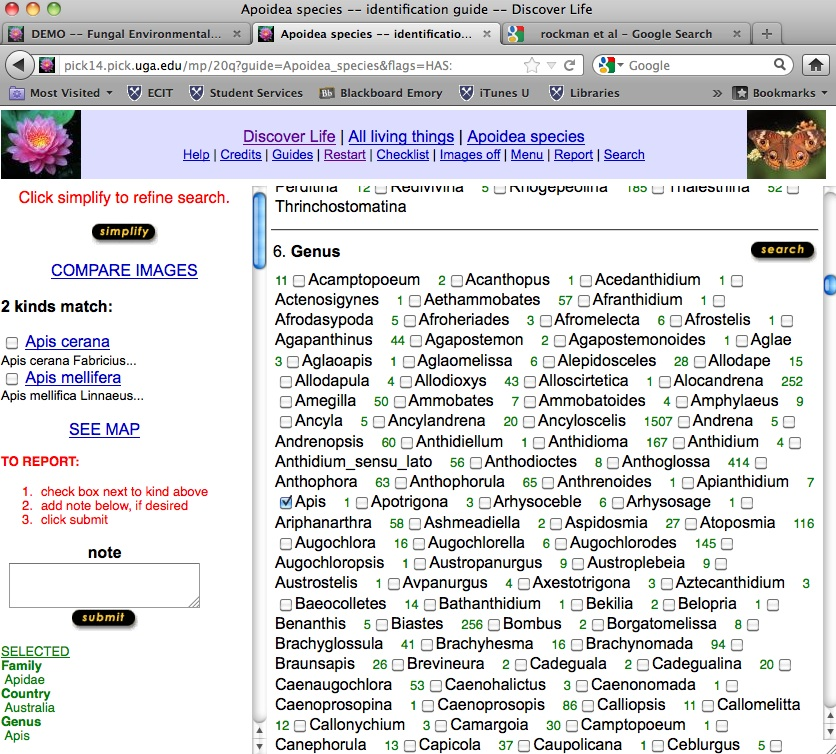 Apoidea species -- identification guide -- Discover Life
DEMO -- Fungal Environmental...
Apoidea species -- identificatio...
rockman et al - Google Search
pick14.pick.uga.edu/mp/20q?guide=Apoidea_species&flags=HAS:
Google
Most Visited ECIT Student Services Bb Blackboard Emory iTunes U Libraries » Bookmarks
Discover Life | All living things | Apoidea species
Help | Credits | Guides | Restart | Checklist | Images off | Menu | Report | Search
Click simplify to refine search.
simplify
COMPARE IMAGES
2 kinds match:
Apis cerana
Apis cerana Fabricius...
Apis mellifera
Apis mellifica Linnaeus...
SEE MAP
TO REPORT:
1. check box next to kind above
2. add note below, if desired
3. click submit
note
submit
SELECTED
Family
Apidae
Country
Australia
Genus
Apis
Perditina 12 Redivivina 5 Rhogepeolina 185 Thalestriina 52
Thrinchostomatina
6. Genus
search
11 Acamptopoeum 2 Acanthopus 1 Acedanthidium 1
Actenosigynes 1 Aethammobates 57 Afranthidium 1
Afrodasypoda 5 Afroheriades 3 Afromelecta 6 Afrostelis 1
Agapanthinus 44 Agapostemon 2 Agapostemonoides 1 Aglae
3 Aglaoapis 1 Aglaomelissa 6 Alepidosceles 28 Allodape 15
Allodapula 4 Allodioxys 43 Alloscirtetica 1 Alocandrena 252
Amegilla 50 Ammobates 7 Ammobatoides 4 Amphylaeus 9
Ancyla 5 Ancylandrena 20 Ancyloscelis 1507 Andrena 5
Andrenopsis 60 Anthidiellum 1 Anthidioma 167 Anthidium 4
Anthidium_sensu_lato 56 Anthodioctes 8 Anthoglossa 414
Anthophora 63 Anthophorula 65 Anthrenoides 1 Apianthidium 7
Apis 1 Apotrigona 3 Arhysoceble 6 Arhysosage 1
Ariphanarthra 58 Ashmeadiella 2 Aspidosmia 27 Atoposmia 116
Augochlora 16 Augochlorella 6 Augochlorodes 145
Augochloropsis 1 Austropanurgus 9 Austroplebeia 9
Austrostelis 1 Avpanurgus 4 Axestotrigona 3 Aztecanthidium 3
Baeocolletes 14 Bathanthidium 1 Bekilia 2 Belopria 1
Benanthis 5 Biastes 256 Bombus 2 Borgatomelissa 8
Brachyglossula 41 Brachyhesma 16 Brachynomada 94
Braunsapis 26 Brevineura 2 Cadeguala 2 Cadegualina 20
Caenaugochlora 53 Caenohalictus 3 Caenonomada 1
Caenoprosopina 1 Caenoprosopis 86 Calliopsis 11 Callomelitta
12 Callonychium 3 Camargoia 30 Camptopoeum 1
Canephorula 13 Capicola 37 Caupolicana 1 Ceblurgus 5